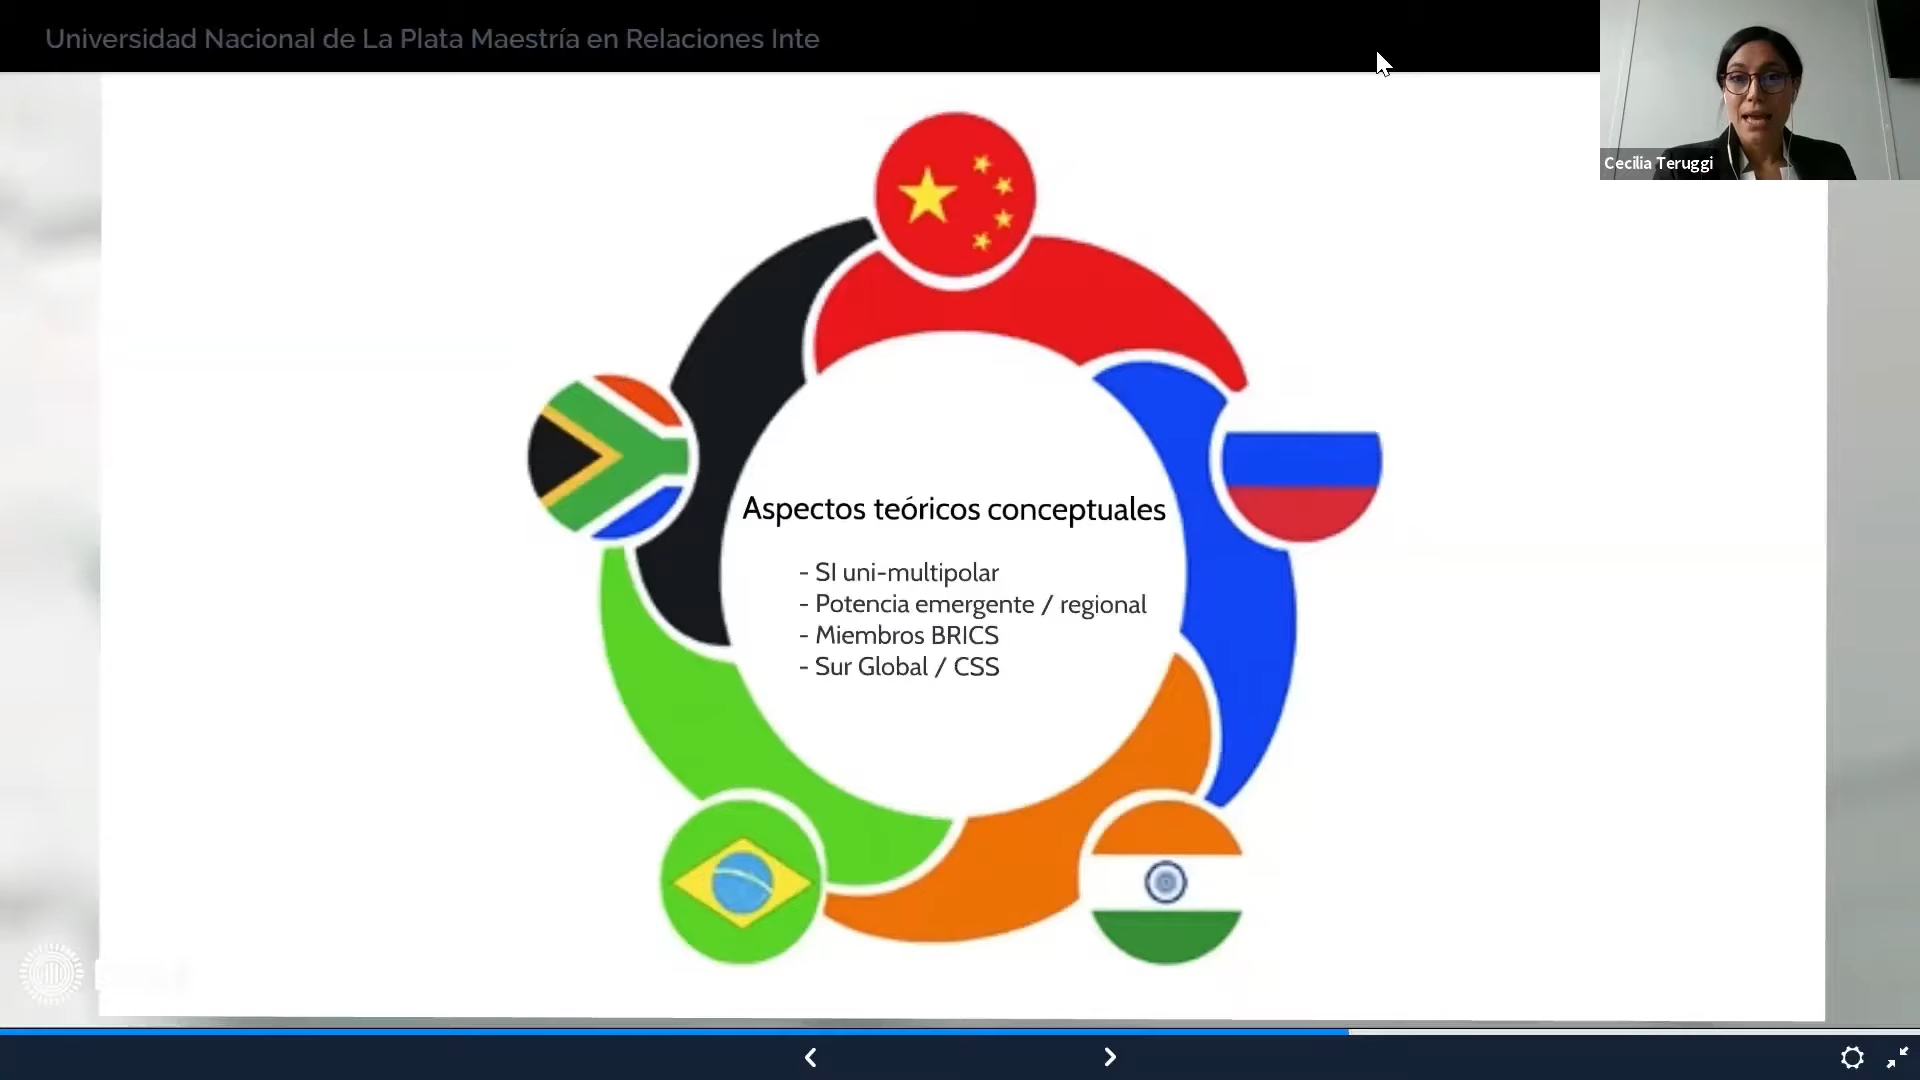 Universidad Nacional de La Plata Maestría en Relaciones Inte
Cecilia Teruggi
Aspectos teóricos conceptuales
- SI uni-multipolar
- Potencia emergente / regional
- Miembros BRICS
- Sur Global / CSS